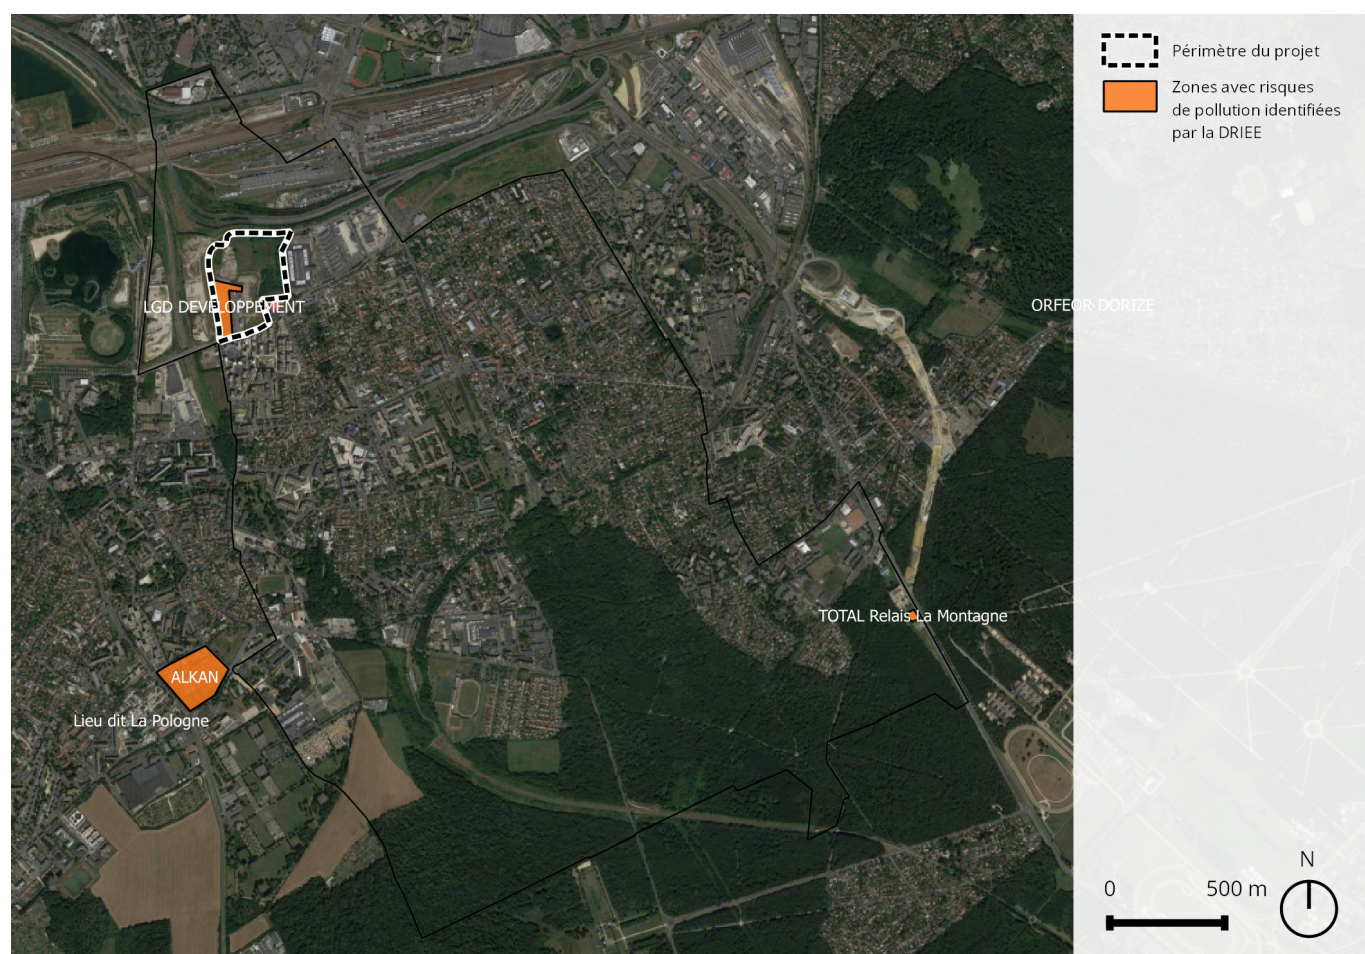 Périmètre du projet
Zones avec risques
de pollution identifiées
par la DRIEE
LGD DEVELOPPEMENT
ORFEOR DORIZE
TOTAL Relais La Montagne
ALKAN
Lieu dit La Pologne
N
0 500 m